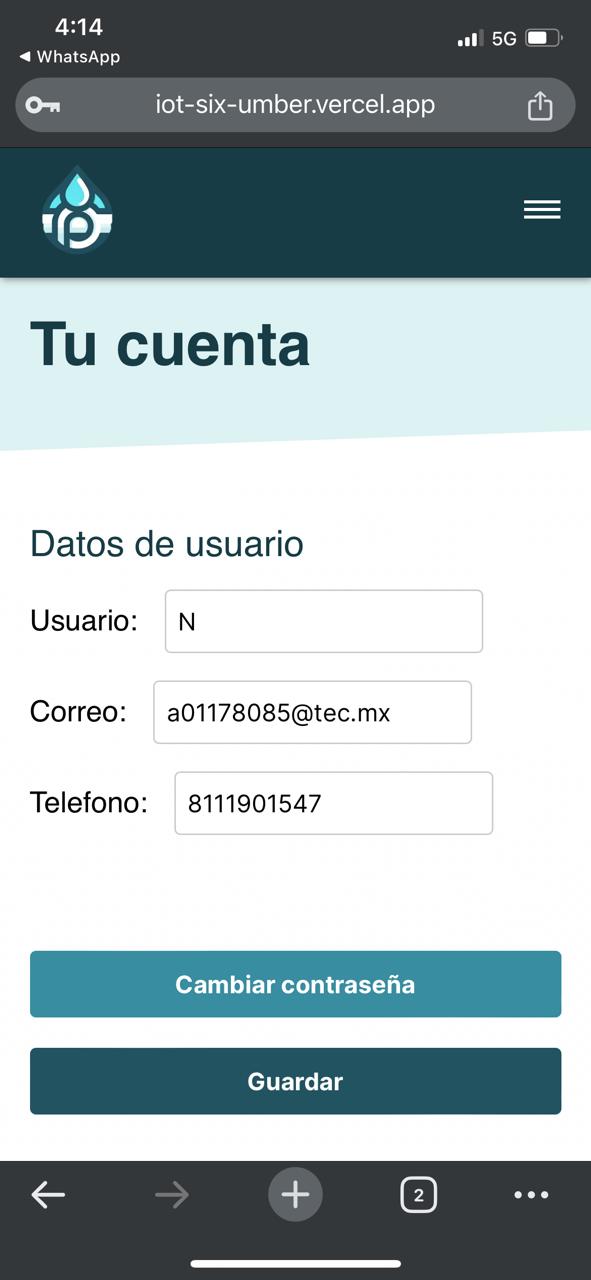 4:14
5G
WhatsApp
iot-six-umber.vercel.app
Tu cuenta
Datos de usuario
Usuario: N
Correo: a01178085@tec.mx
Telefono: 8111901547
Cambiar contraseña
Guardar
2